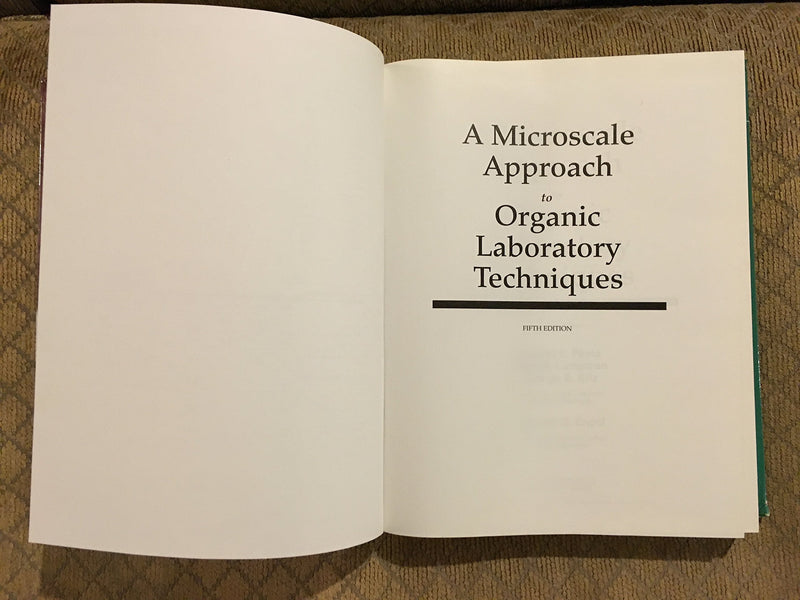 A Microscale
Approach
to
Organic
Laboratory
Techniques
FIFTH EDITION